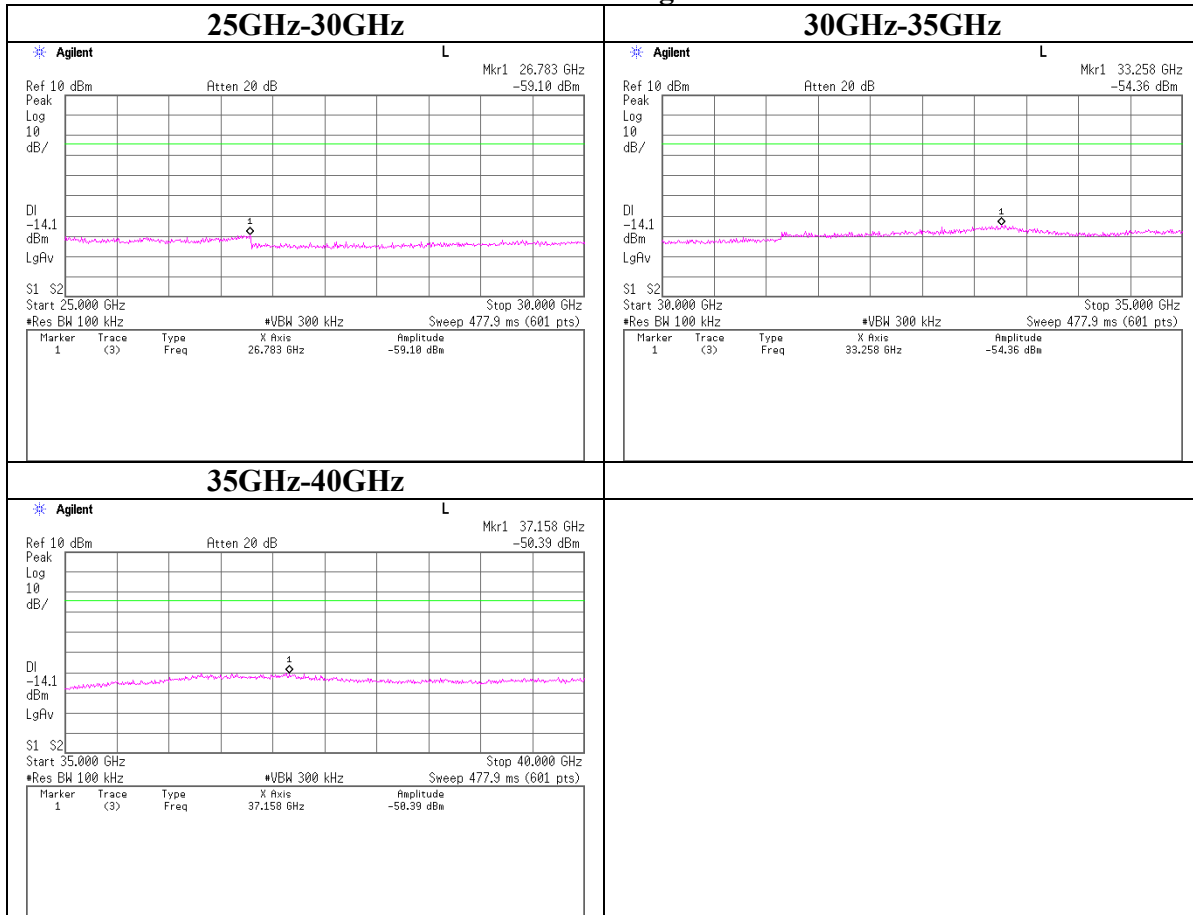 25GHz-30GHz
Agilent L
Mkr1 26.783 GHz
Ref 10 dBm Atten 20 dB -59.10 dBm
Peak
Log
10
dB/
1
DI
-14.1
dBm
LgAv
S1 S2
Start 25.000 GHz Stop 30.000 GHz
#Res BW 100 kHz #VBW 300 kHz Sweep 477.9 ms (601 pts)
Marker Trace Type X Axis Amplitude
1 (3) Freq 26.783 GHz -59.10 dBm
30GHz-35GHz
Agilent L
Mkr1 33.258 GHz
Ref 10 dBm Atten 20 dB -54.36 dBm
Peak
Log
10
dB/
1
DI
-14.1
dBm
LgAv
S1 S2
Start 30.000 GHz Stop 35.000 GHz
#Res BW 100 kHz #VBW 300 kHz Sweep 477.9 ms (601 pts)
Marker Trace Type X Axis Amplitude
1 (3) Freq 33.258 GHz -54.36 dBm
35GHz-40GHz
Agilent L
Mkr1 37.158 GHz
Ref 10 dBm Atten 20 dB -50.39 dBm
Peak
Log
10
dB/
1
DI
-14.1
dBm
LgAv
S1 S2
Start 35.000 GHz Stop 40.000 GHz
#Res BW 100 kHz #VBW 300 kHz Sweep 477.9 ms (601 pts)
Marker Trace Type X Axis Amplitude
1 (3) Freq 37.158 GHz -50.39 dBm